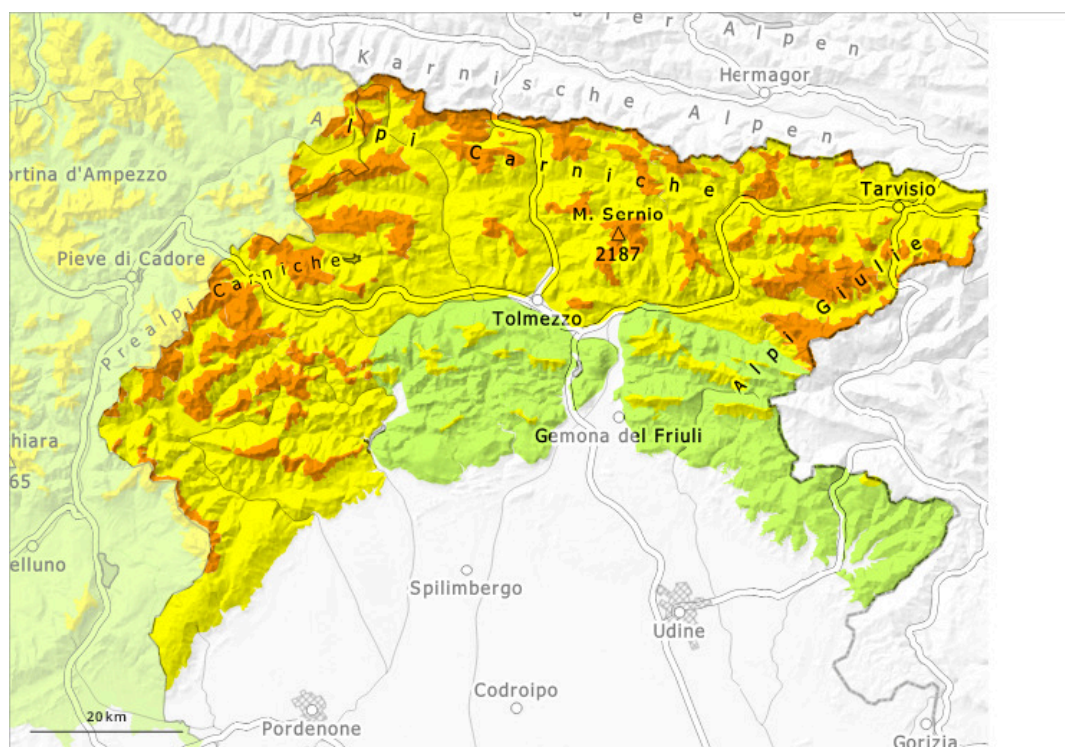 Alpen
Karnische Alpen
Hermagor
Alpi Carniche
ortina d'Ampezzo
Tarvisio
M. Sernio
2187
Pieve di Cadore
Prealpi Carniche
Alpi Giulie
Tolmezzo
Gemona del Friuli
hiara
65
elluno
Spilimbergo
Udine
Codroipo
20 km
Pordenone
Gorizia